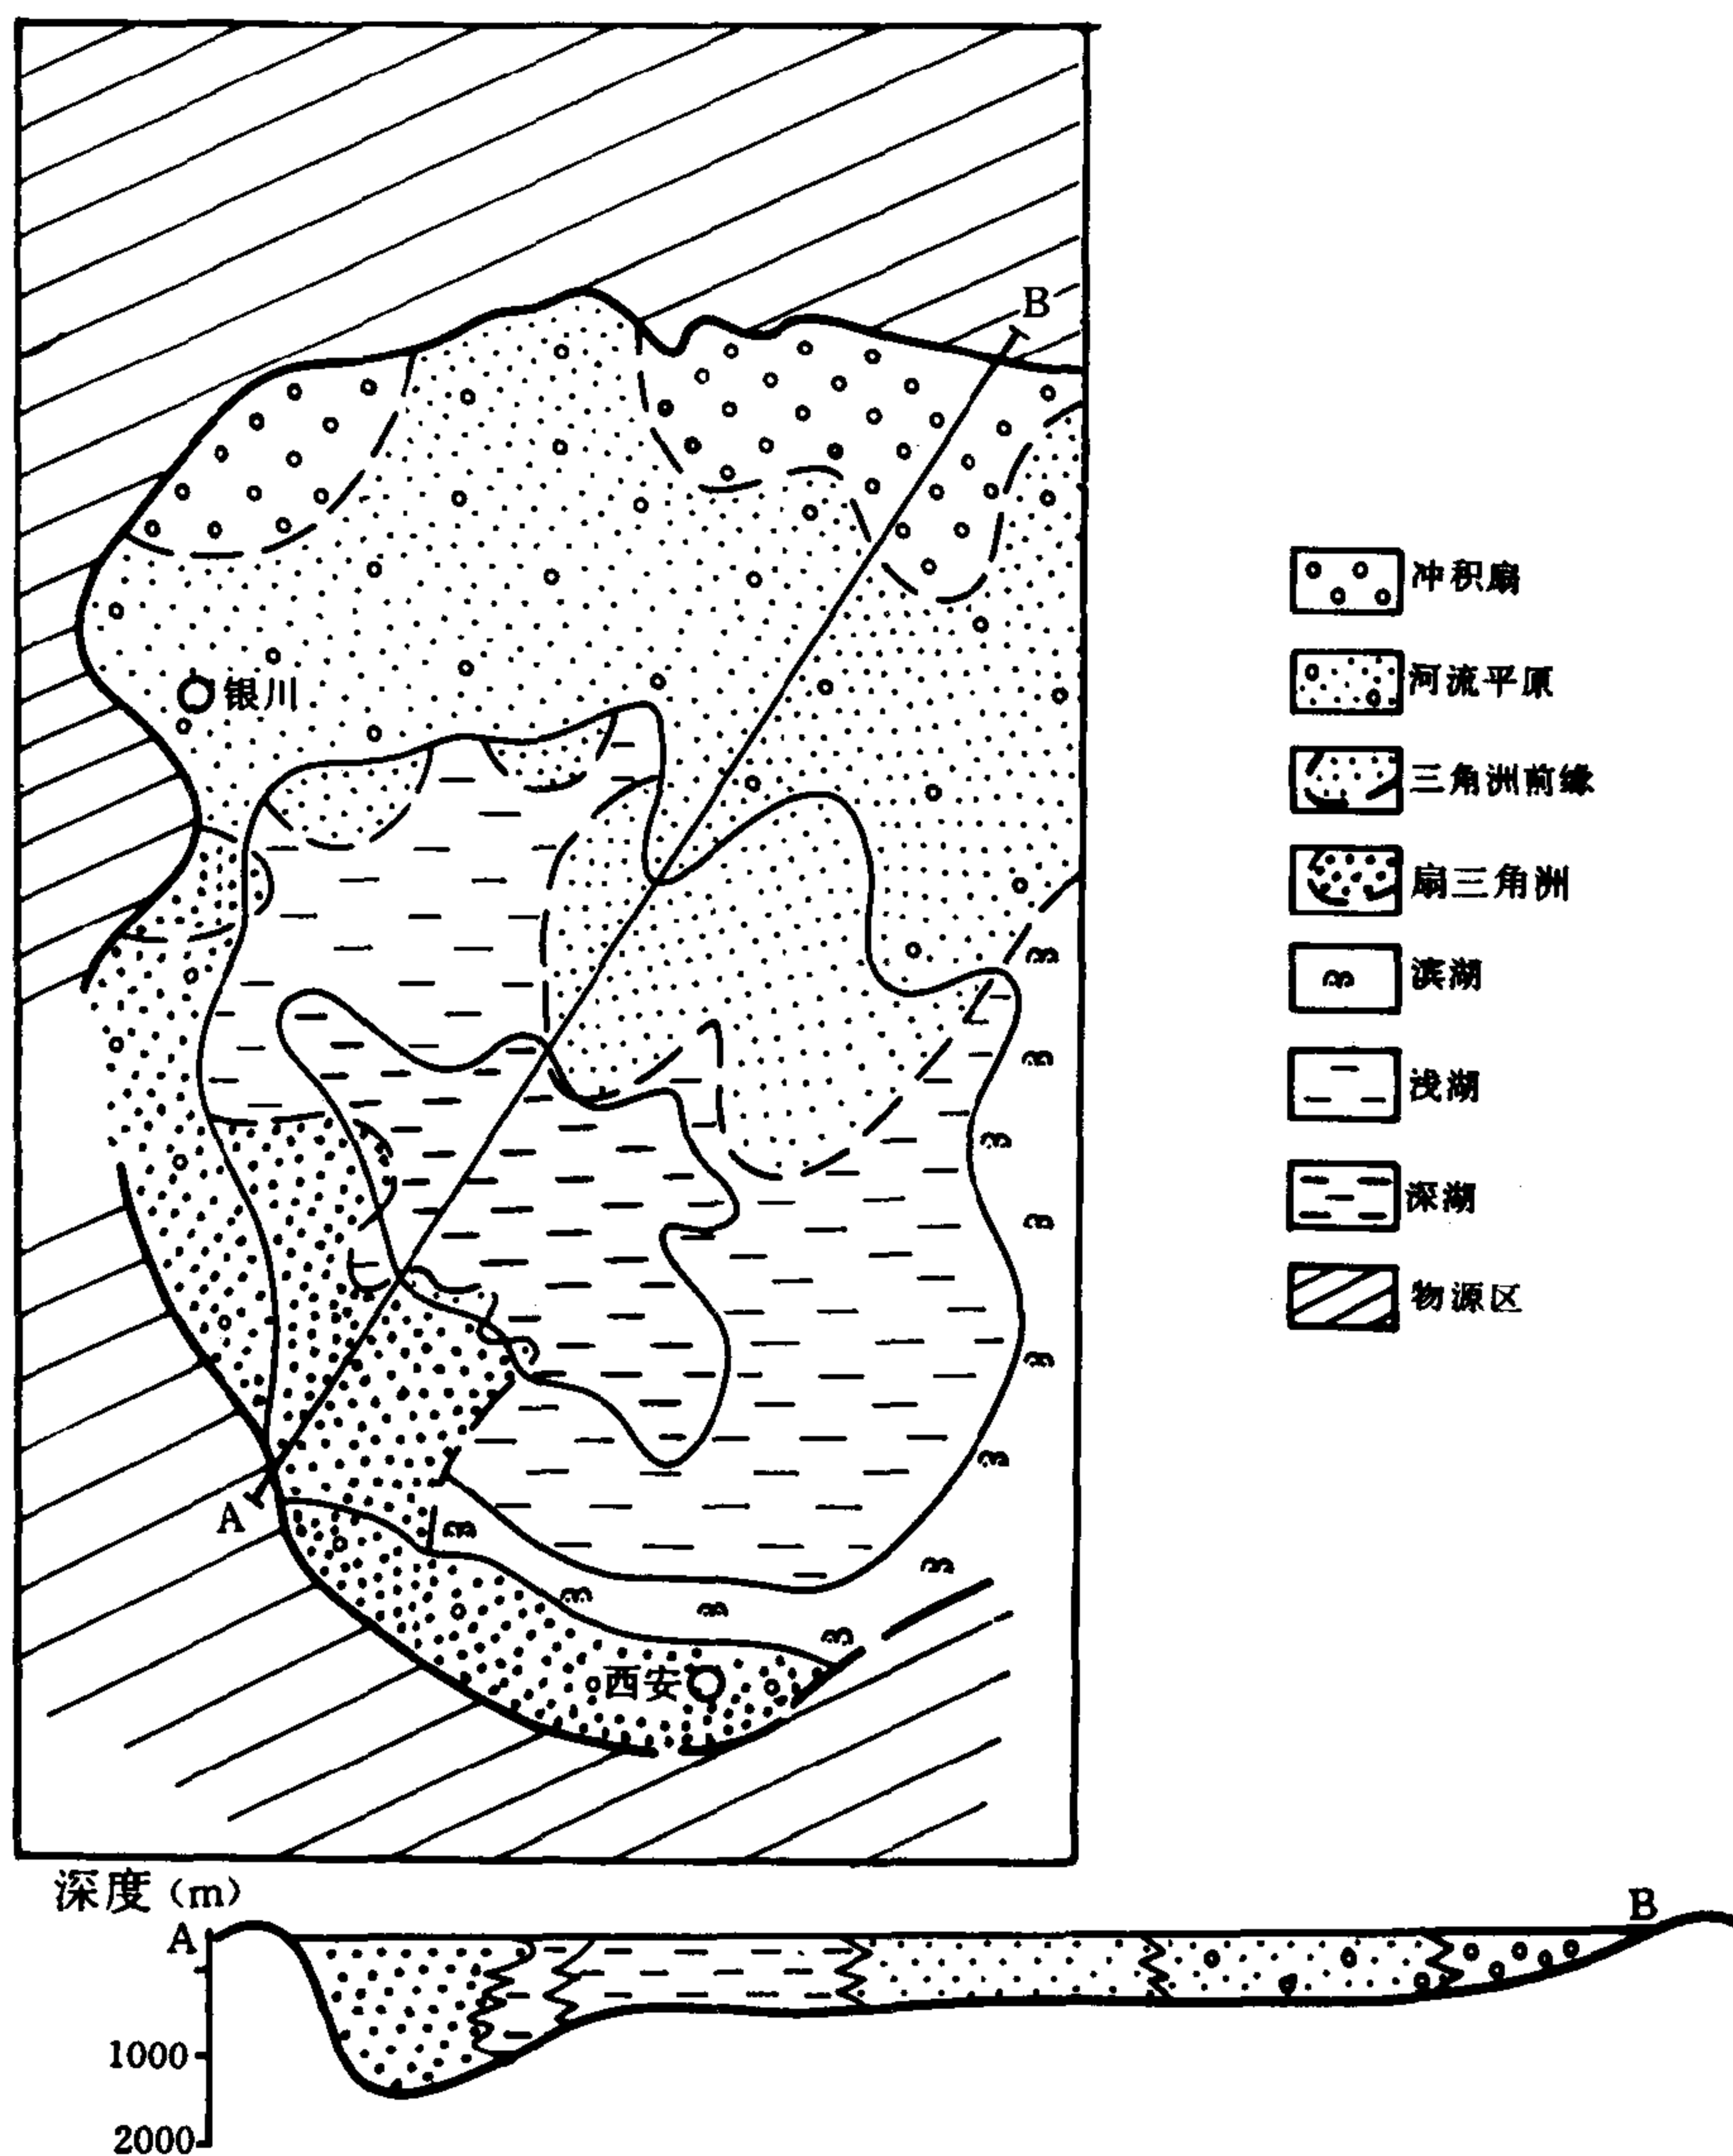 B
银川
冲积扇
河流平原
三角洲前缘
扇三角洲
滨湖
浅湖
深湖
物源区
A
西安
深度(m)
A
B
1000
2000